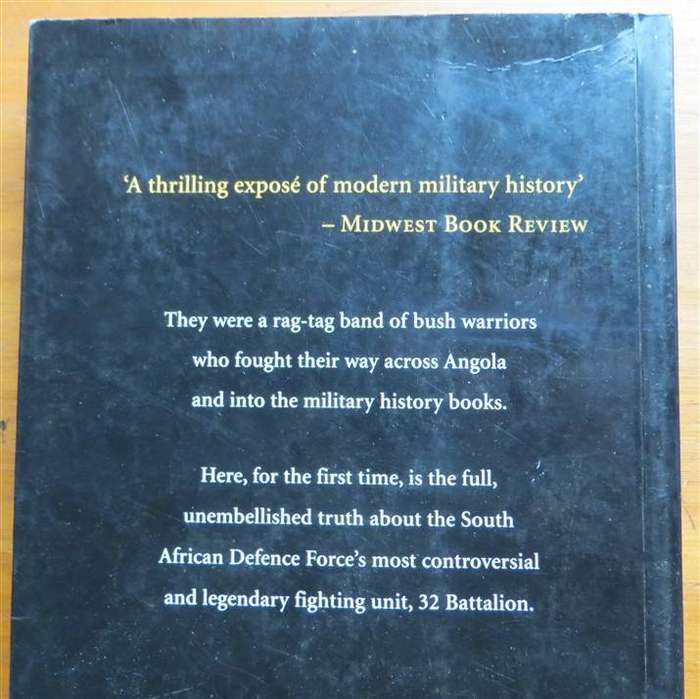 ‘A thrilling exposé of modern military history’
– MIDWEST BOOK REVIEW
They were a rag-tag band of bush warriors
who fought their way across Angola
and into the military history books.
Here, for the first time, is the full,
unembellished truth about the South
African Defence Force’s most controversial
and legendary fighting unit, 32 Battalion.